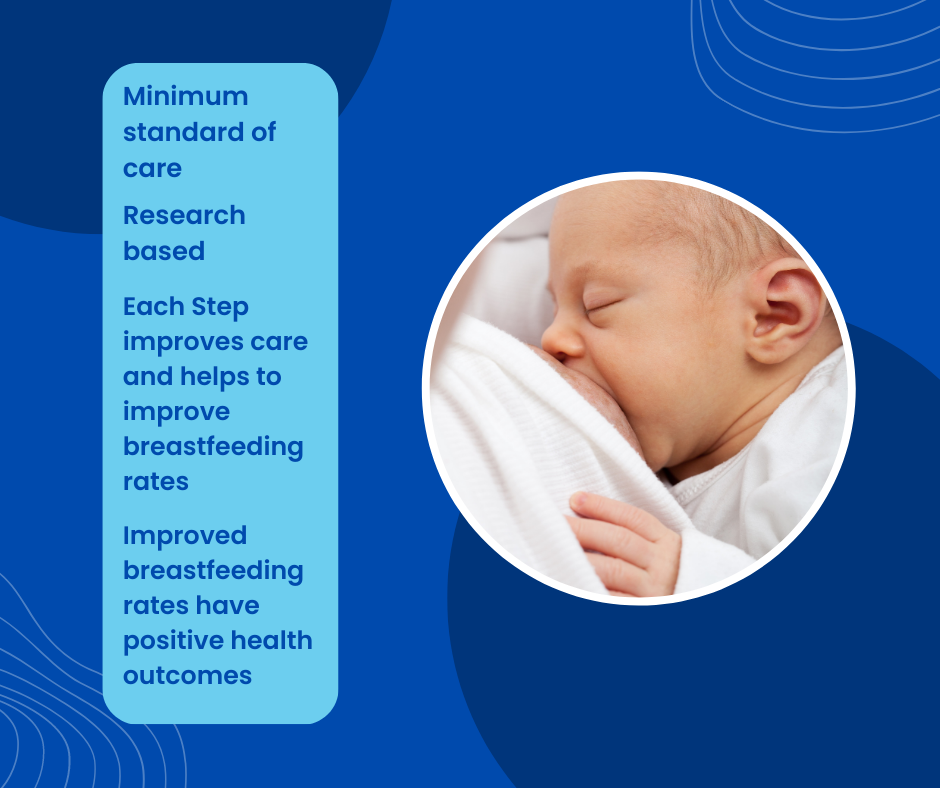 Minimum
standard of
care
Research
based
Each Step
improves care
and helps to
improve
breastfeeding
rates
Improved
breastfeeding
rates have
positive health
outcomes